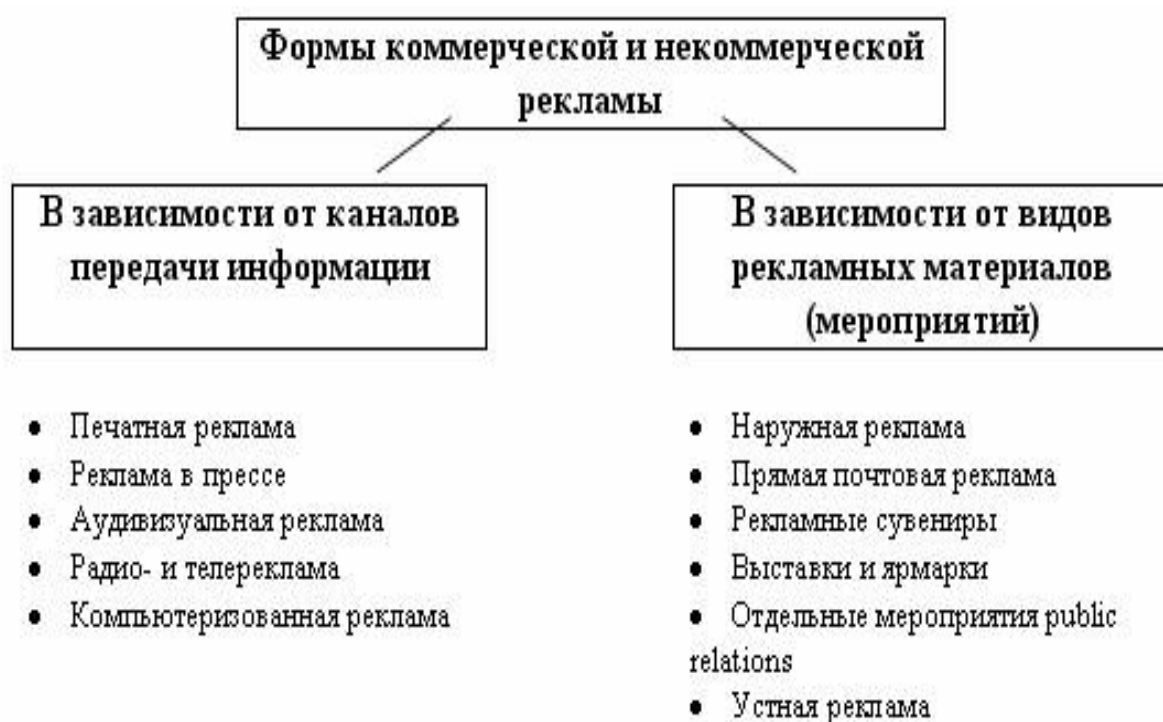 Формы коммерческой и некоммерческой
рекламы
В зависимости от каналов
передачи информации
В зависимости от видов
рекламных материалов
(мероприятий)
• Печатная реклама
• Реклама в прессе
• Аудивизуальная реклама
• Радио- и телереклама
• Компьютеризованная реклама
• Наружная реклама
• Прямая почтовая реклама
• Рекламные сувениры
• Выставки и ярмарки
• Отдельные мероприятия public
relations
• Устная реклама